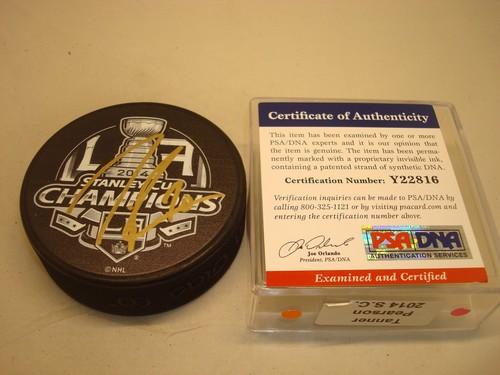 LA
2014
STANLEY CUP
CHAMPIONS
TM
©NHL
Certificate of Authenticity
This item has been examined by one or more
PSA/DNA experts and it is our opinion that
the item is genuine. The item has been perma-
nently marked with a proprietary invisible ink,
containing a patented strand of synthetic DNA.
Certification Number: Y22816
Verification inquiries can be made to PSA/DNA by
calling 800-325-1121 or by visiting psacard.com and
entering the certification number above.
Joe Orlando
President, PSA/DNA
PSA/DNA
AUTHENTICATION SERVICES
Examined and Certified
Tanner
Pearson
2014 S.C.